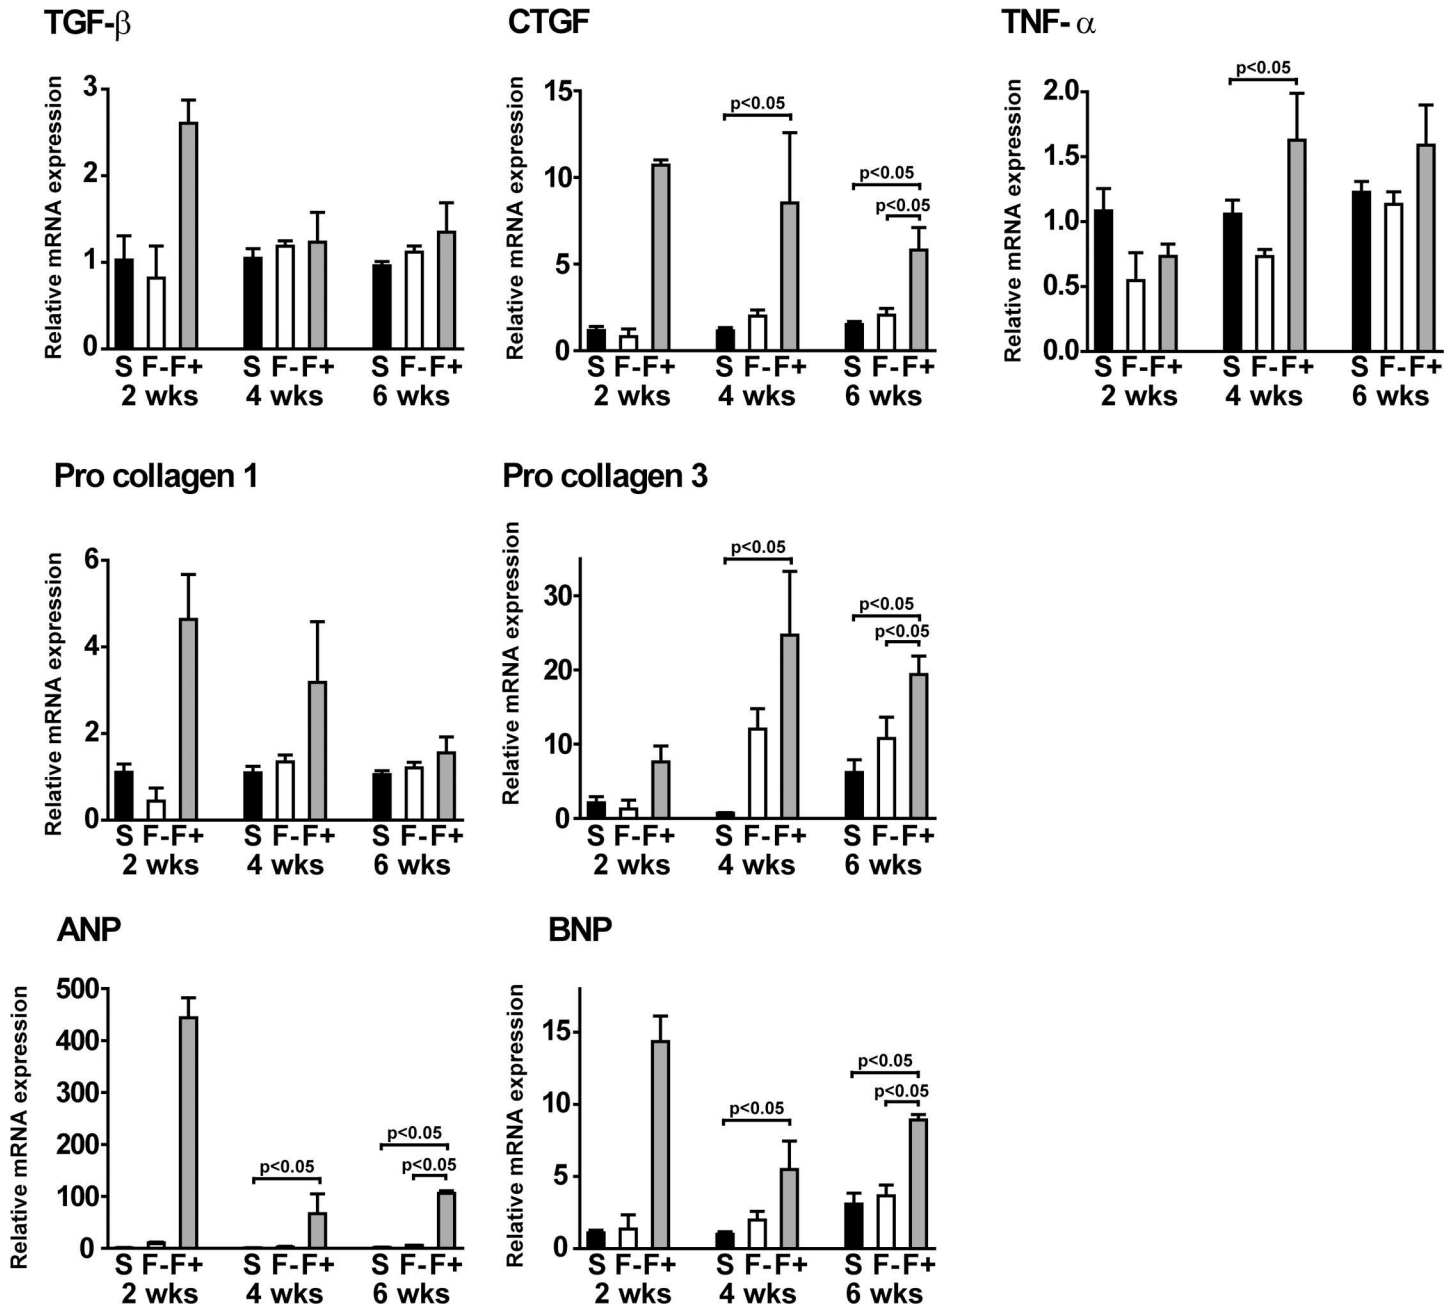 TGF-β
Relative mRNA expression
3
2
1
0
S F- F+ S F- F+ S F- F+
2 wks 4 wks 6 wks
CTGF
Relative mRNA expression
15
10
5
0
p<0.05
p<0.05
p<0.05
S F- F+ S F- F+ S F- F+
2 wks 4 wks 6 wks
TNF- α
Relative mRNA expression
2.0
1.5
1.0
0.5
0.0
p<0.05
S F- F+ S F- F+ S F- F+
2 wks 4 wks 6 wks
Pro collagen 1
Relative mRNA expression
6
4
2
0
S F- F+ S F- F+ S F- F+
2 wks 4 wks 6 wks
Pro collagen 3
Relative mRNA expression
30
20
10
0
p<0.05
p<0.05
p<0.05
S F- F+ S F- F+ S F- F+
2 wks 4 wks 6 wks
ANP
Relative mRNA expression
500
400
300
200
100
0
p<0.05
p<0.05
p<0.05
S F- F+ S F- F+ S F- F+
2 wks 4 wks 6 wks
BNP
Relative mRNA expression
15
10
5
0
p<0.05
p<0.05
p<0.05
S F- F+ S F- F+ S F- F+
2 wks 4 wks 6 wks